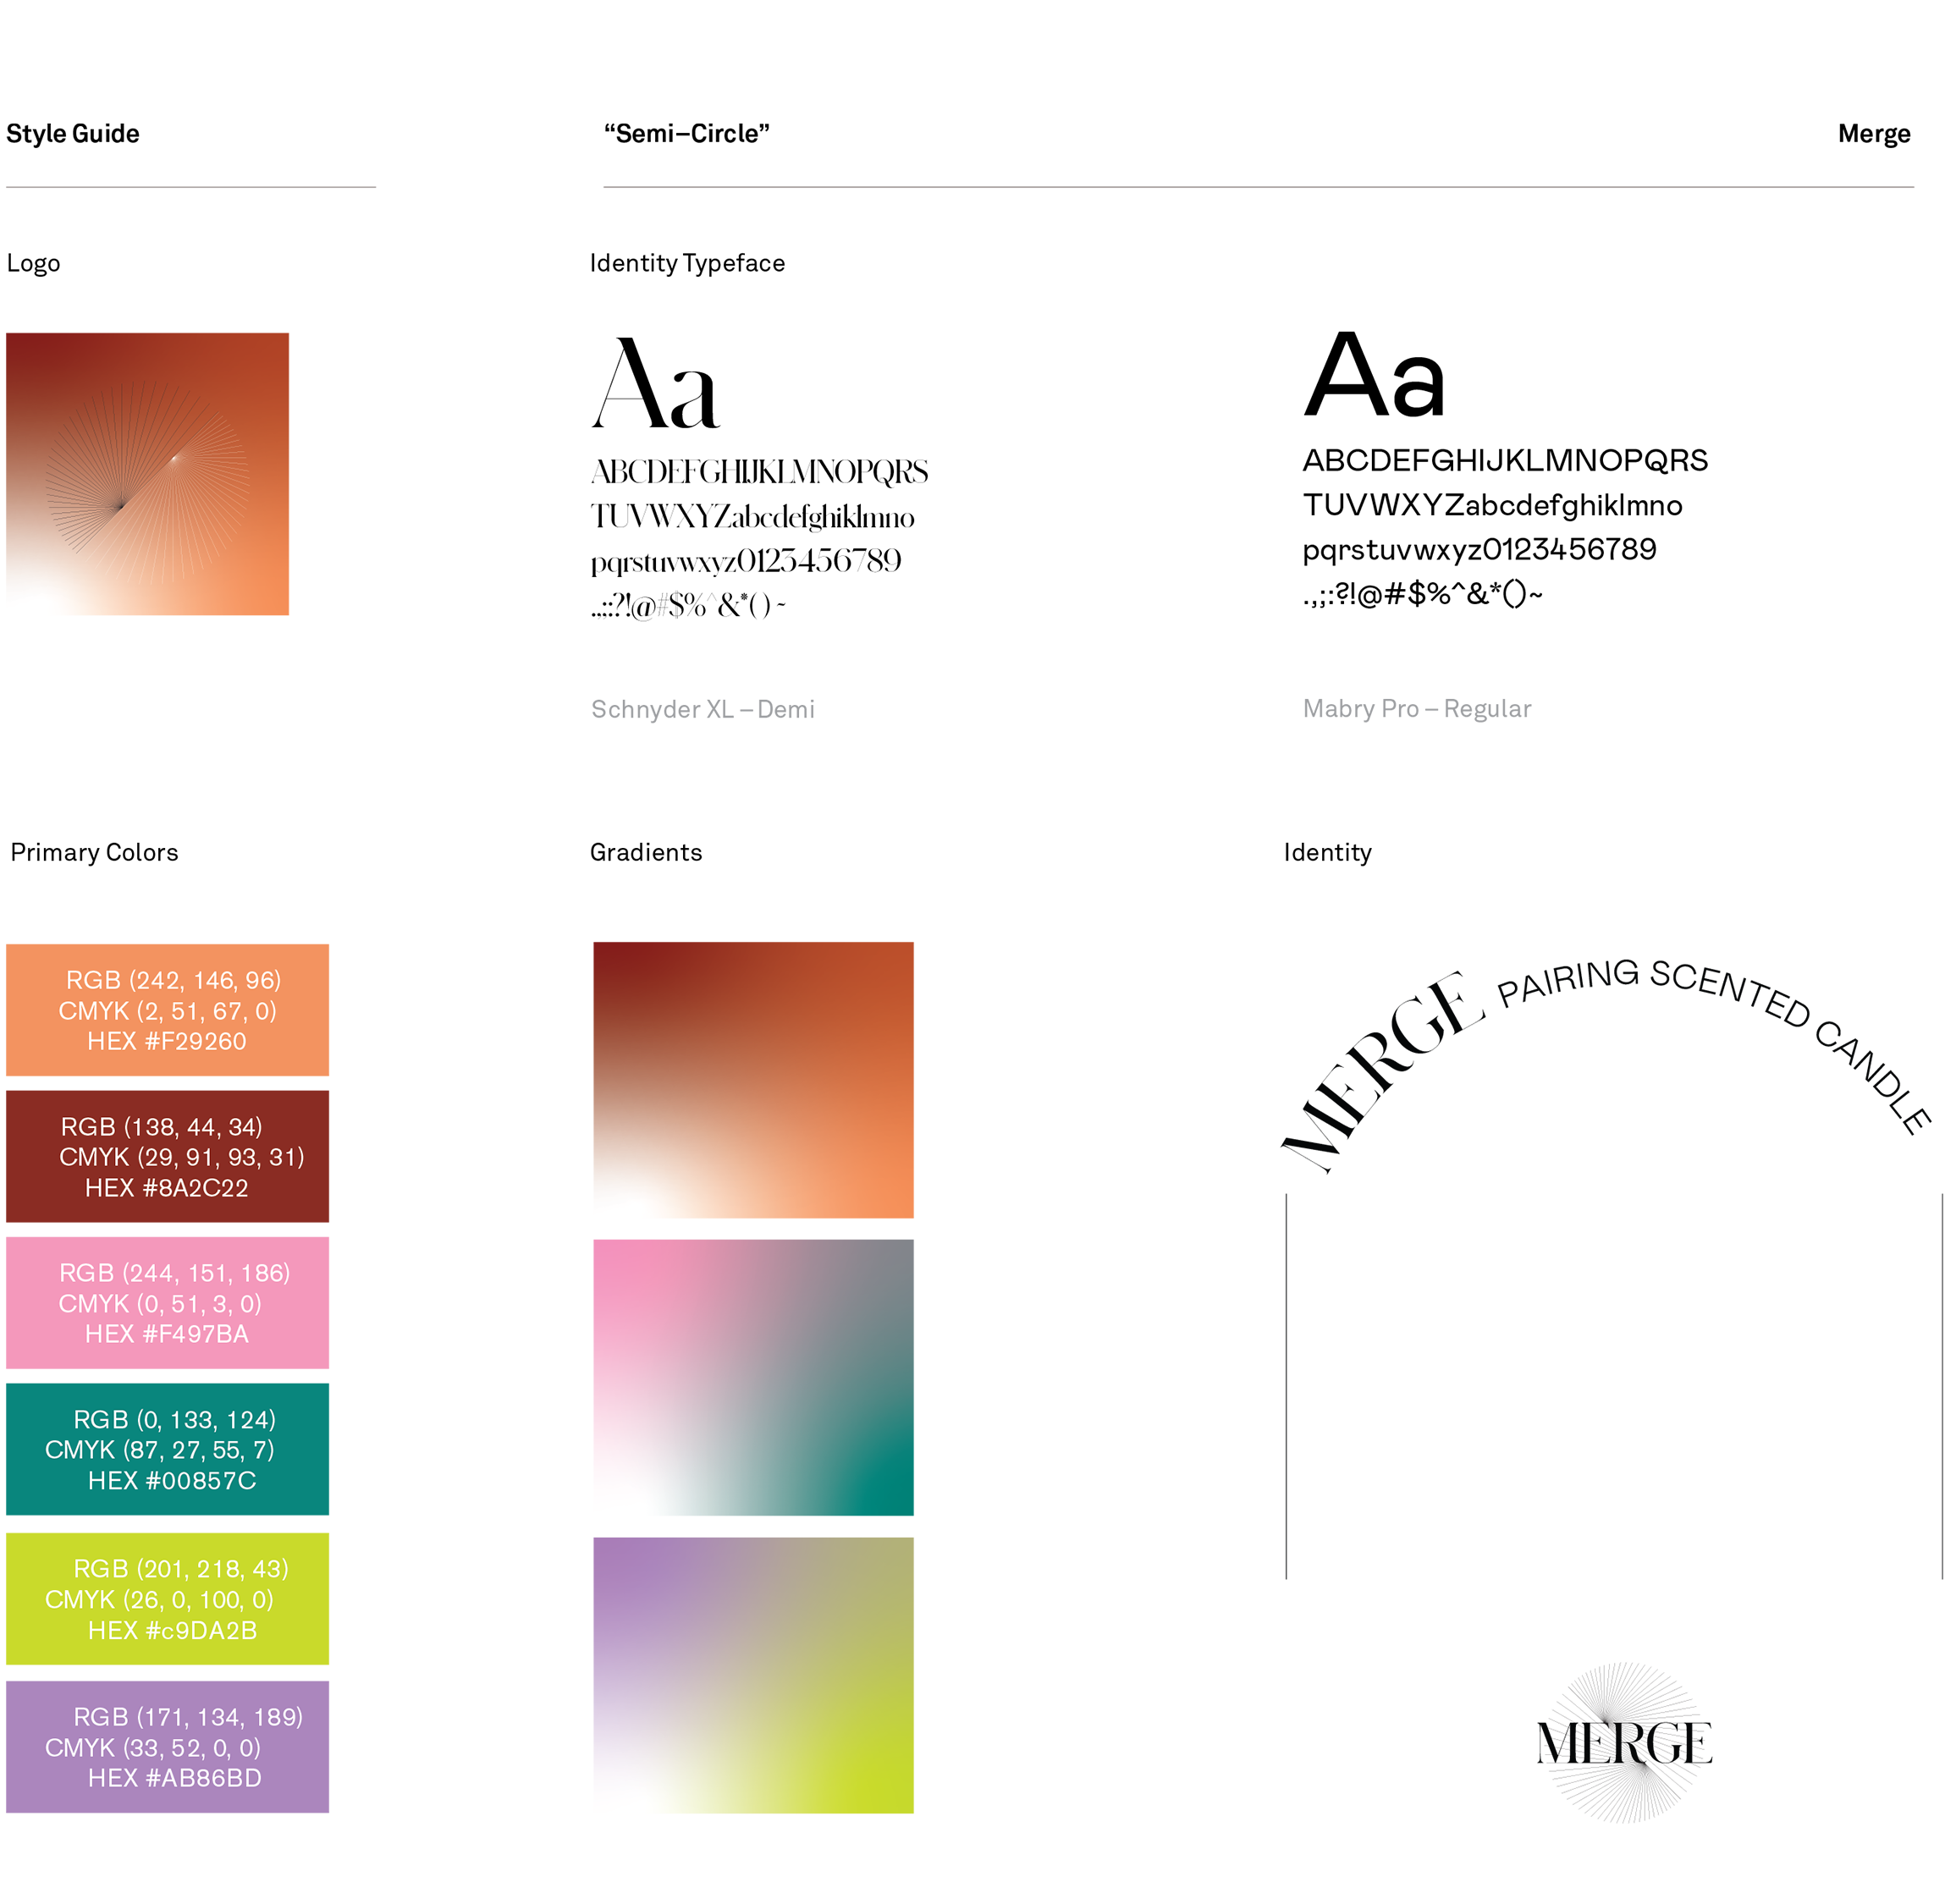 Style Guide
“Semi–Circle”
Merge
Logo
Identity Typeface
Aa
ABCDEFGHIJKLMNOPQRS
TUVWXYZabcdefghiklmno
pqrstuvwxyz0123456789
.,;:?!@#$%^&*()~
Schnyder XL – Demi
Aa
ABCDEFGHIJKLMNOPQRS
TUVWXYZabcdefghiklmno
pqrstuvwxyz0123456789
.,;:?!@#$%^&*()~
Mabry Pro – Regular
Primary Colors
RGB (242, 146, 96)
CMYK (2, 51, 67, 0)
HEX #F29260
RGB (138, 44, 34)
CMYK (29, 91, 93, 31)
HEX #8A2C22
RGB (244, 151, 186)
CMYK (0, 51, 3, 0)
HEX #F497BA
RGB (0, 133, 124)
CMYK (87, 27, 55, 7)
HEX #00857C
RGB (201, 218, 43)
CMYK (26, 0, 100, 0)
HEX #c9DA2B
RGB (171, 134, 189)
CMYK (33, 52, 0, 0)
HEX #AB86BD
Gradients
Identity
MERGE PAIRING SCENTED CANDLE
MERGE